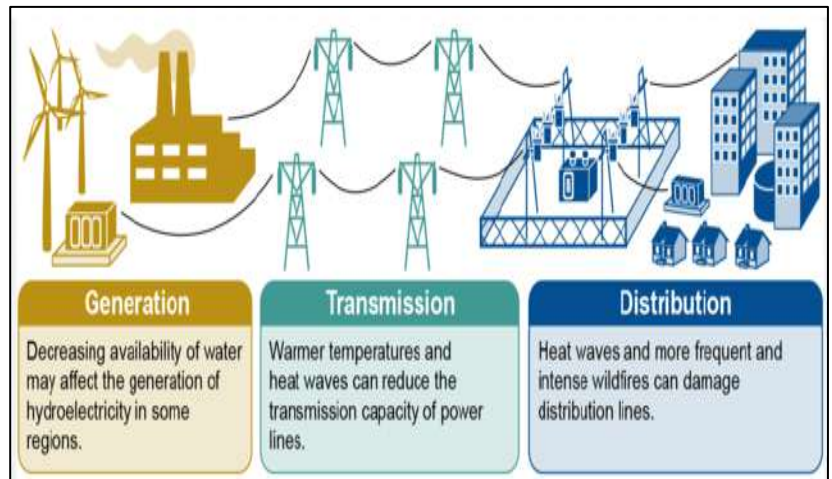 Generation
Decreasing availability of water
may affect the generation of
hydroelectricity in some
regions.
Transmission
Warmer temperatures and
heat waves can reduce the
transmission capacity of power
lines.
Distribution
Heat waves and more frequent and
intense wildfires can damage
distribution lines.